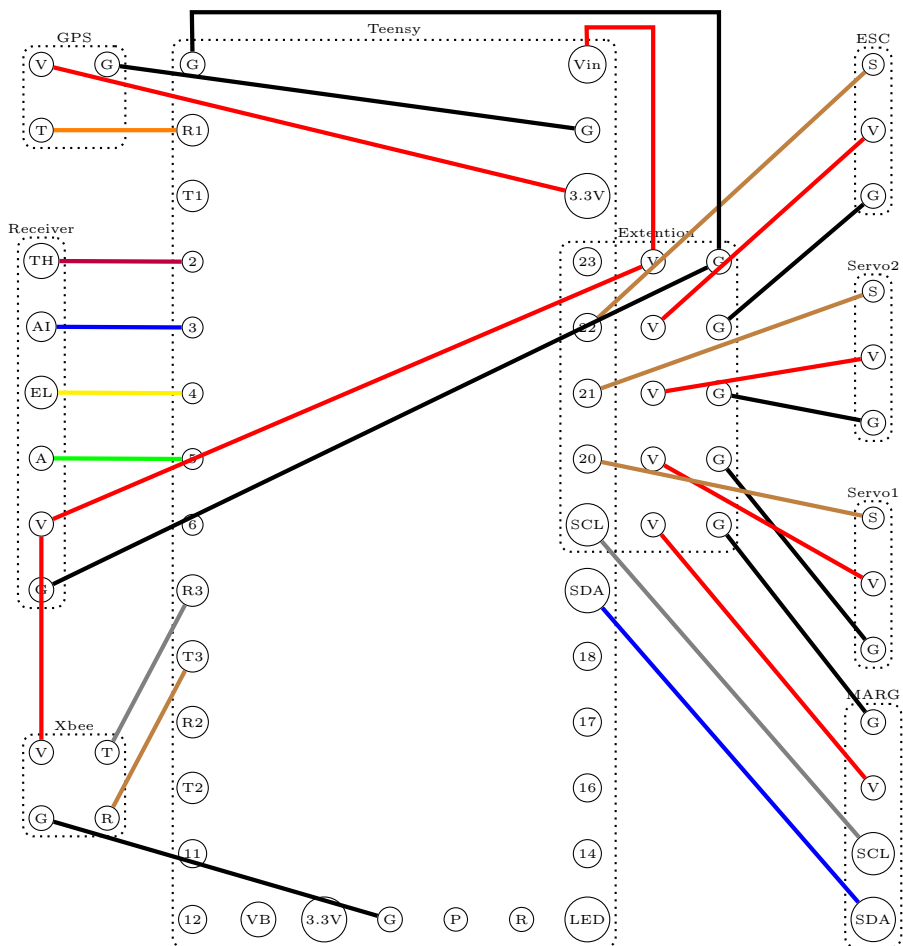 Teensy
GPS ESC
V G G Vin S
T R1 G V
T1 3.3V G
Receiver Extention
TH 2 23 V G
Servo2
S
AI 3 22 V G
V
EL 4 21 V G
G
A 5 20 V G
Servo1
S
V 6 SCL V G
V
G R3 SDA
G
T3 18
MARG
Xbee R2 17 G
V T
T2 16 V
G R
11 14 SCL
12 VB 3.3V G P R LED SDA